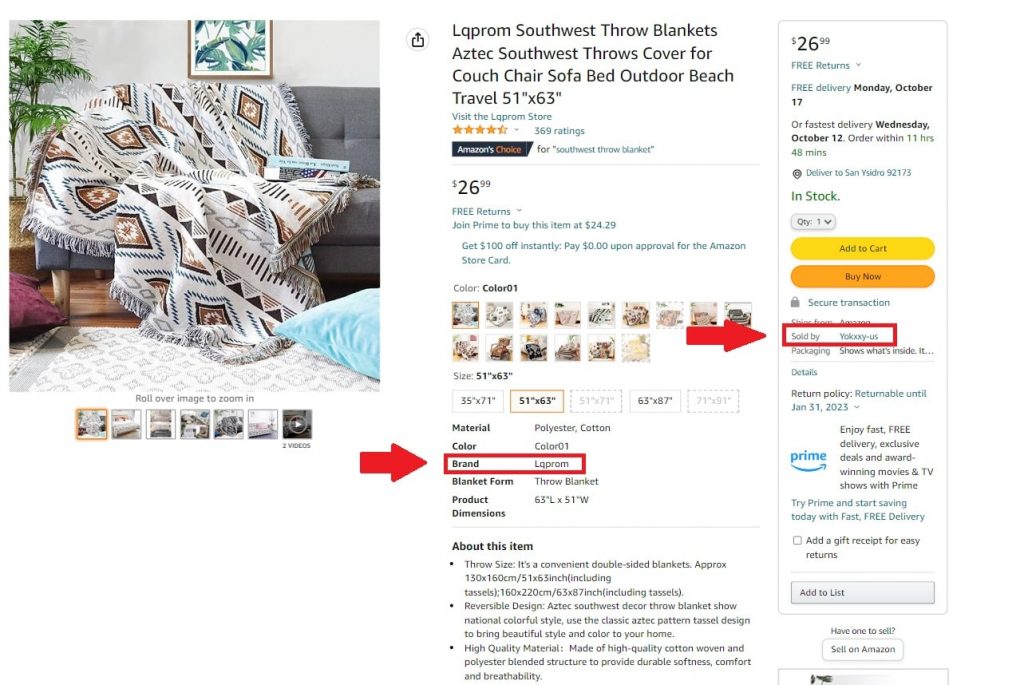 Lqprom Southwest Throw Blankets
Aztec Southwest Throws Cover for
Couch Chair Sofa Bed Outdoor Beach
Travel 51"x63"
Visit the Lqprom Store
369 ratings
Amazon's Choice for "southwest throw blanket"
$2699
FREE Returns
Join Prime to buy this item at $24.29
Get $100 off instantly: Pay $0.00 upon approval for the Amazon
Store Card.
Color: Color01
Size: 51"x63"
35"x71"
51"x63"
51"x71"
63"x87"
71"x91"
Material Polyester, Cotton
Color Color01
Brand Lqprom
Blanket Form Throw Blanket
Product Dimensions 63"L x 51"W
About this item
• Throw Size: It's a convenient double-sided blankets. Approx
130x160cm/51x63inch(including
tassels);160x220cm/63x87inch(including tassels).
• Reversible Design: Aztec southwest decor throw blanket show
national colorful style, use the classic aztec pattern tassel design
to bring beautiful style and color to your home.
• High Quality Material：Made of high-quality cotton woven and
polyester blended structure to provide durable softness, comfort
and breathability.
Roll over image to zoom in
2 VIDEOS
$2699
FREE Returns
FREE delivery Monday, October
17
Or fastest delivery Wednesday,
October 12. Order within 11 hrs
48 mins
Deliver to San Ysidro 92173
In Stock.
Qty: 1
Add to Cart
Buy Now
Secure transaction
Ships from Amazon
Sold by Yokxxy-us
Packaging Shows what's inside. It…
Details
Return policy: Returnable until
Jan 31, 2023
prime
Enjoy fast, FREE
delivery, exclusive
deals and award-
winning movies & TV
shows with Prime
Try Prime and start saving
today with Fast, FREE Delivery
Add a gift receipt for easy
returns
Add to List
Have one to sell?
Sell on Amazon